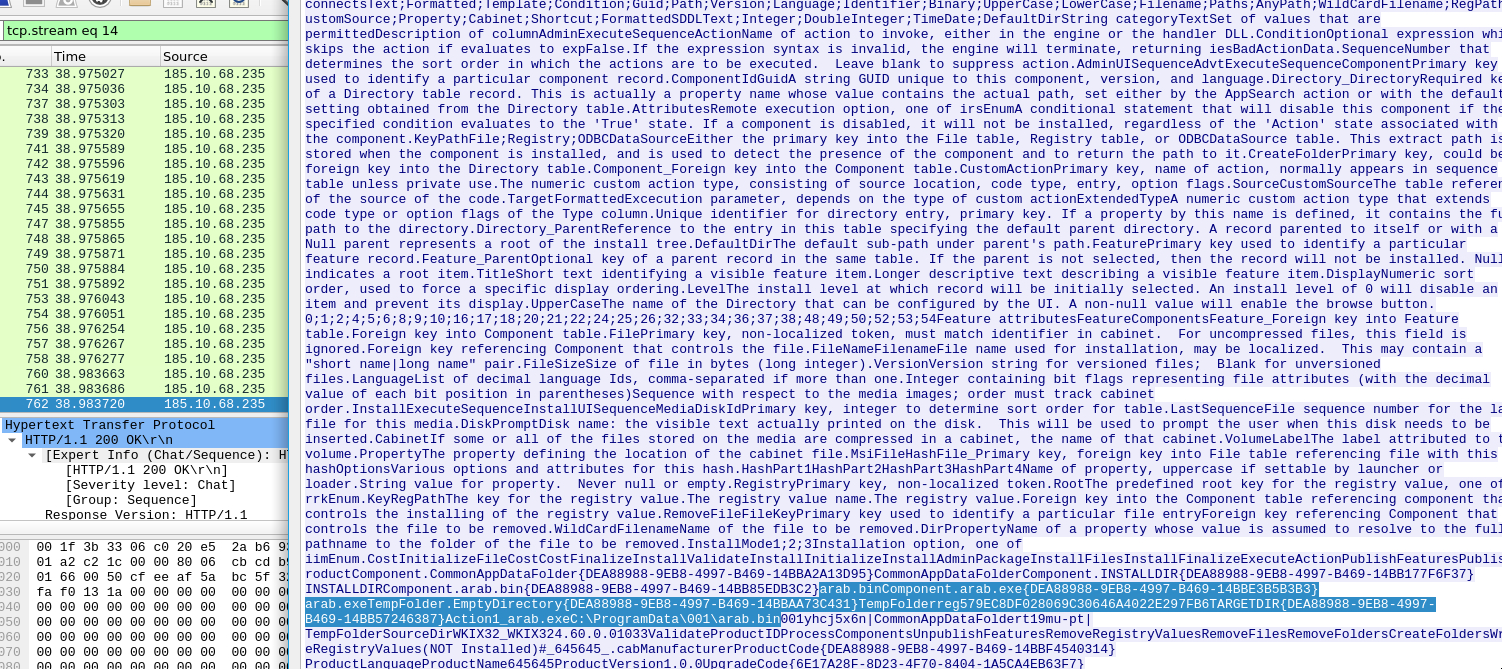 connectsText;Formatted;Template;Condition;Guid;Path;Version;Language;Identifier;Binary;UpperCase;LowerCase;Filename;Paths;AnyPath;WildCardFilename;RegPath
ustomSource;Property;Cabinet;Shortcut;FormattedSDDLText;Integer;DoubleInteger;TimeDate;DefaultDirString categoryTextSet of values that are
permittedDescription of columnAdminExecuteSequenceActionName of action to invoke, either in the engine or the handler DLL.ConditionOptional expression
skips the action if evaluates to expFalse.If the expression syntax is invalid, the engine will terminate, returning iesBadActionData.SequenceNumber that
determines the sort order in which the actions are to be executed.  Leave blank to suppress action.AdminUISequenceAdvtExecuteSequenceComponentPrimary key
used to identify a particular component record.ComponentIdGuidA string GUID unique to this component, version, and language.Directory_DirectoryRequired
of a Directory table record. This is actually a property name whose value contains the actual path, set either by the AppSearch action or with the default
setting obtained from the Directory table.AttributesRemote execution option, one of irsEnumA conditional statement that will disable this component if the
specified condition evaluates to the 'True' state. If a component is disabled, it will not be installed, regardless of the 'Action' state associated with
the component.KeyPathFile;Registry;ODBCDataSourceEither the primary key into the File table, Registry table, or ODBCDataSource table. This extract path is
stored when the component is installed, and is used to detect the presence of the component and to return the path to it.CreateFolderPrimary key, could be
foreign key into the Directory table.Component_Foreign key into the Component table.CustomActionPrimary key, name of action, normally appears in sequence
table unless private use.The numeric custom action type, consisting of source location, code type, entry, option flags.SourceCustomSourceThe table
of the source of the code.TargetFormattedExcecution parameter, depends on the type of custom actionExtendedTypeA numeric custom action type that extends
code type or option flags of the Type column.Unique identifier for directory entry, primary key. If a property by this name is defined, it contains the
path to the directory.Directory_ParentReference to the entry in this table specifying the default parent directory. A record parented to itself or with a
Null parent represents a root of the install tree.DefaultDirThe default sub-path under parent's path.FeaturePrimary key used to identify a particular
feature record.Feature_ParentOptional key of a parent record in the same table. If the parent is not selected, then the record will not be installed. Null
indicates a root item.TitleShort text identifying a visible feature item.Longer descriptive text describing a visible feature item.DisplayNumeric sort
order, used to force a specific display ordering.LevelThe install level at which record will be initially selected. An install level of 0 will disable an
item and prevent its display.UpperCaseThe name of the Directory that can be configured by the UI. A non-null value will enable the browse button.
0;1;2;4;5;6;8;9;10;16;17;18;20;21;22;24;25;26;32;33;34;36;37;38;48;49;50;52;53;54Feature attributesFeatureComponentsFeature_Foreign key into Feature
table.Foreign key into Component table.FilePrimary key, non-localized token, must match identifier in cabinet.  For uncompressed files, this field is
ignored.Foreign key referencing Component that controls the file.FileNameFilenameFile name used for installation, may be localized.  This may contain a
"short name|long name" pair.FileSizeSize of file in bytes (long integer).VersionVersion string for versioned files;  Blank for unversioned
files.LanguageList of decimal language Ids, comma-separated if more than one.Integer containing bit flags representing file attributes (with the decimal
value of each bit position in parentheses)Sequence with respect to the media images; order must track cabinet
order.InstallExecuteSequenceInstallUISequenceMediaDiskIdPrimary key, integer to determine sort order for table.LastSequenceFile sequence number for the
file for this media.DiskPromptDisk name: the visible text actually printed on the disk.  This will be used to prompt the user when this disk needs to be
inserted.CabinetIf some or all of the files stored on the media are compressed in a cabinet, the name of that cabinet.VolumeLabelThe label attributed to
volume.PropertyThe property defining the location of the cabinet file.MsiFileHashFile_Primary key, foreign key into File table referencing file with this
hashOptionsVarious options and attributes for this hash.HashPart1HashPart2HashPart3HashPart4Name of property, uppercase if settable by launcher or
loader.String value for property.  Never null or empty.RegistryPrimary key, non-localized token.RootThe predefined root key for the registry value, one of
rrkEnum.KeyRegPathThe key for the registry value.The registry value name.The registry value.Foreign key into the Component table referencing component
controls the installing of the registry value.RemoveFileFileKeyPrimary key used to identify a particular file entryForeign key referencing Component that
controls the file to be removed.WildCardFilenameName of the file to be removed.DirPropertyName of a property whose value is assumed to resolve to the
pathname to the folder of the file to be removed.InstallMode1;2;3Installation option, one of
iimEnum.CostInitializeFileCostCostFinalizeInstallValidateInstallInitializeInstallAdminPackageInstallFilesInstallFinalizeExecuteActionPublishFeaturesPublis
roductComponent.CommonAppDataFolder{DEA88988-9EB8-4997-B469-14BBA2A13D95}CommonAppDataFolderComponent.INSTALLDIR{DEA88988-9EB8-4997-B469-14BB177F6F37}
INSTALLDIRComponent.arab.bin{DEA88988-9EB8-4997-B469-14BB85EDB3C2}arab.binComponent.arab.exe{DEA88988-9EB8-4997-B469-14BBE3B5B3B3}
arab.exeTempFolder.EmptyDirectory{DEA88988-9EB8-4997-B469-14BBAA73C431}TempFolderreg579EC8DF028069C30646A4022E297FB6TARGETDIR{DEA88988-9EB8-4997-
B469-14BB57246387}Action1_arab.exeC:\ProgramData\001\arab.bin001yhcj5x6n|CommonAppDataFoldert19mu-pt|
TempFolderSourceDirWKIX32_WKIX324.60.0.01033ValidateProductIDProcessComponentsUnpublishFeaturesRemoveRegistryValuesRemoveFilesRemoveFoldersCreateFoldersWr
eRegistryValues(NOT Installed)#_645645_.cabManufacturerProductCode{DEA88988-9EB8-4997-B469-14BBF4540314}
ProductLanguageProductName645645ProductVersion1.0.0UpgradeCode{6E17A28F-8D23-4F70-8404-1A5CA4EB63F7}
tcp.stream eq 14
Time Source
733 38.975027 185.10.68.235
734 38.975036 185.10.68.235
737 38.975303 185.10.68.235
738 38.975313 185.10.68.235
739 38.975320 185.10.68.235
741 38.975589 185.10.68.235
742 38.975596 185.10.68.235
743 38.975619 185.10.68.235
744 38.975631 185.10.68.235
745 38.975655 185.10.68.235
747 38.975855 185.10.68.235
748 38.975865 185.10.68.235
749 38.975871 185.10.68.235
750 38.975884 185.10.68.235
751 38.975892 185.10.68.235
753 38.976043 185.10.68.235
754 38.976051 185.10.68.235
756 38.976254 185.10.68.235
757 38.976267 185.10.68.235
758 38.976277 185.10.68.235
760 38.983663 185.10.68.235
761 38.983686 185.10.68.235
762 38.983720 185.10.68.235
Hypertext Transfer Protocol
HTTP/1.1 200 OK\r\n
[Expert Info (Chat/Sequence):
[HTTP/1.1 200 OK\r\n]
[Severity level: Chat]
[Group: Sequence]
Response Version: HTTP/1.1
000 00 1f 3b 33 06 c0 20 e5 2a b6
010 01 a2 c2 1c 00 00 80 06 cb cd
020 01 66 00 50 cf ee af 5a bc 5f
030 fa f0 13 1a 00 00 00 00 00 00
040 00 00 00 00 00 00 00 00 00 00
050 00 00 00 00 00 00 00 00 00 00
060 00 00 00 00 00 00 00 00 00 00
070 00 00 00 00 00 00 00 00 00 00
080 00 00 00 00 00 00 00 00 00 00